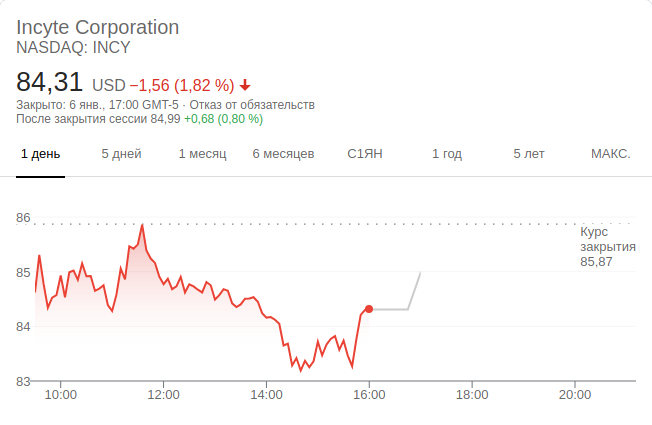 Incyte Corporation
NASDAQ: INCY
84,31 USD −1,56 (1,82 %)
Закрыто: 6 янв., 17:00 GMT-5 · Отказ от обязательств
После закрытия сессии 84,99 +0,68 (0,80 %)
1 день 5 дней 1 месяц 6 месяцев С1ЯН 1 год 5 лет МАКС.
86
Курс
закрытия
85,87
85
84
83
10:00 12:00 14:00 16:00 18:00 20:00